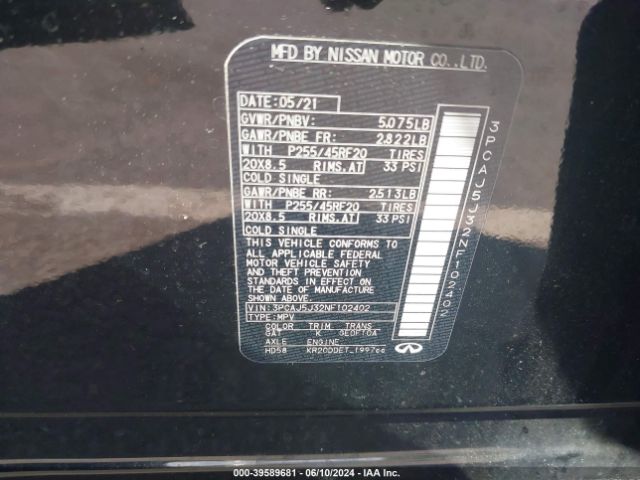 MFD BY NISSAN MOTOR CO.,LTD.
DATE: 05/21
GVWR/PNBV: 5,075LB
GAWR/PNBE FR: 2,822LB
WITH P255/45RF20 TIRES
20X8.5 RIMS,AT 33 PSI
COLD SINGLE
GAWR/PNBE RR: 2,513LB
WITH P255/45RF20 TIRES
20X8.5 RIMS,AT 33 PSI
COLD SINGLE
THIS VEHICLE CONFORMS TO
ALL APPLICABLE FEDERAL
MOTOR VEHICLE SAFETY
AND THEFT PREVENTION
STANDARDS IN EFFECT ON
THE DATE OF MANUFACTURE
SHOWN ABOVE.
VIN: 3PCAJ5J32NF102402
TYPE: MPV
COLOR TRIM TRANS
GAT K GE0F10A
AXLE ENGINE
HD58 KR20DDET 1997cc
3PCAJ5J32NF102402
000-39589681 - 06/10/2024 - IAA Inc.